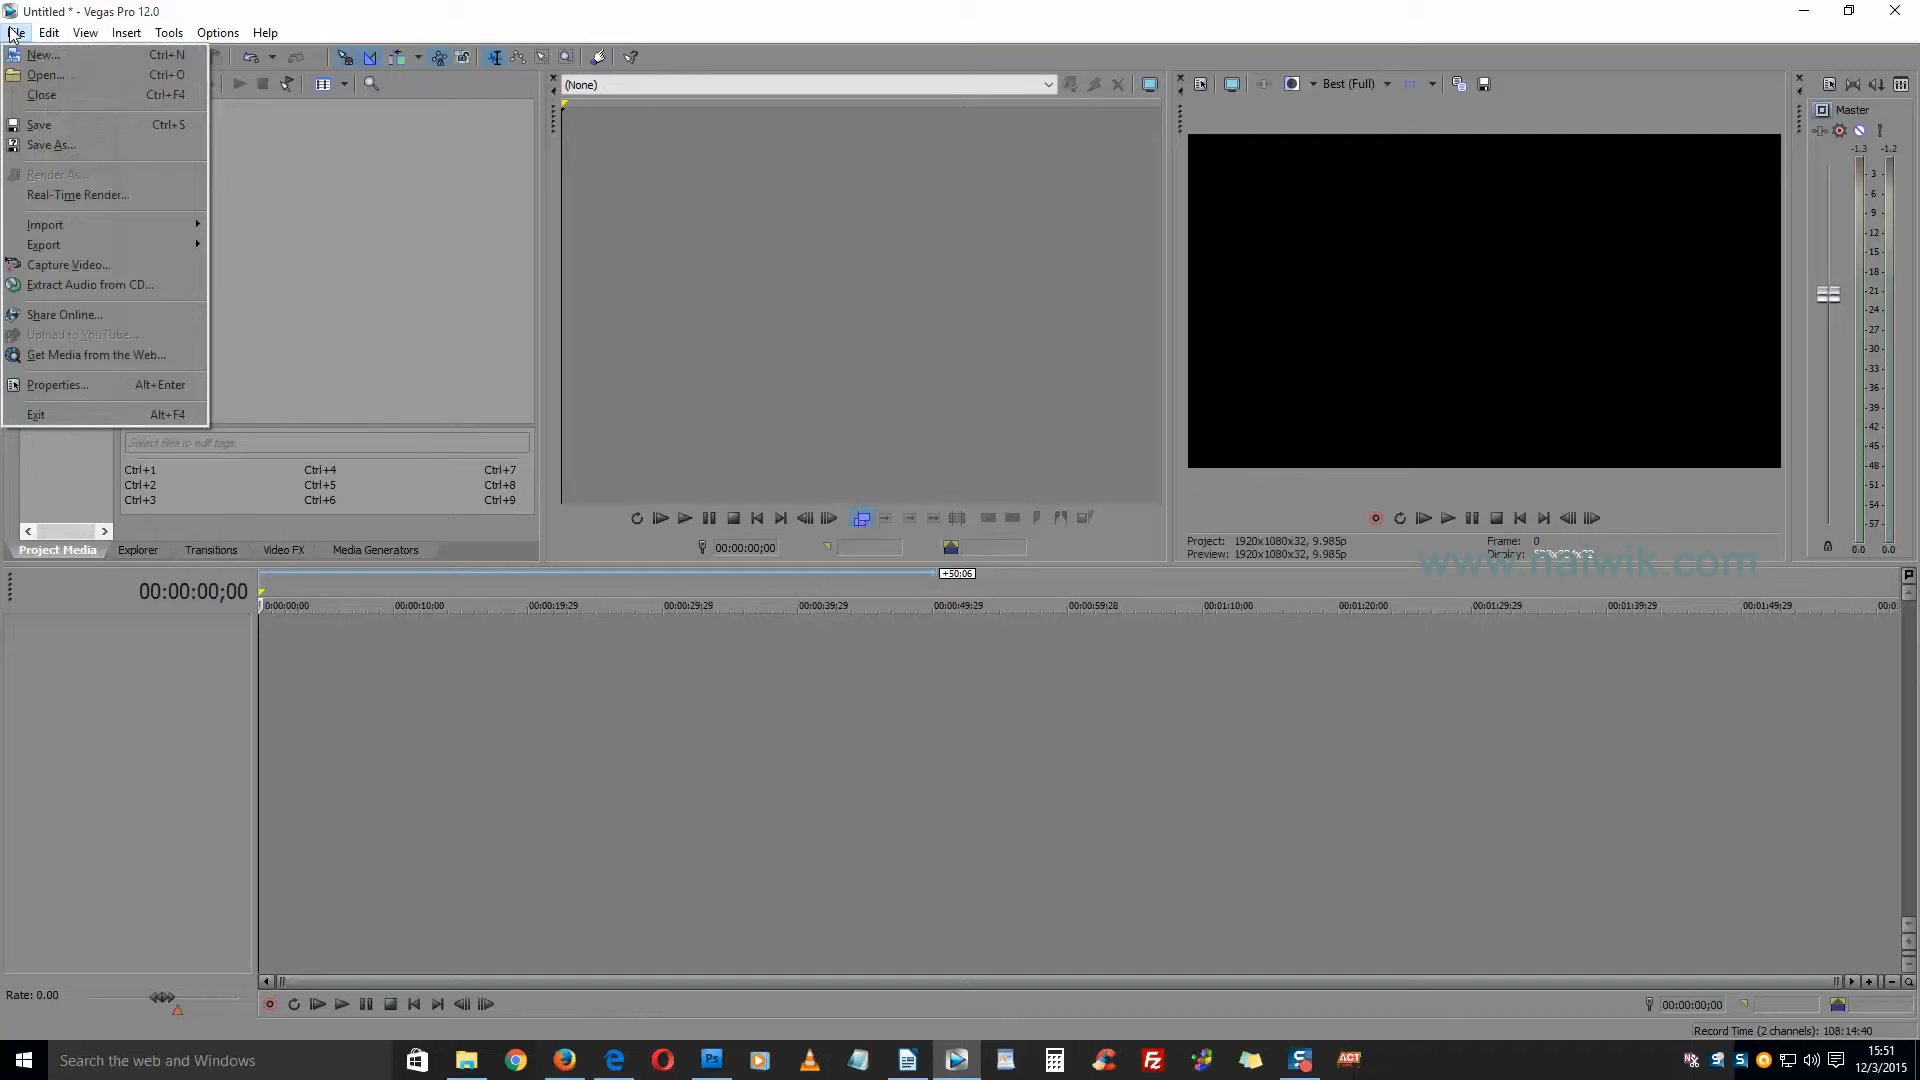 Untitled * - Vegas Pro 12.0
Edit View Insert Tools Options Help
New... Ctrl+N
Open... Ctrl+O
Close Ctrl+F4
Save Ctrl+S
Save As...
Render As...
Real-Time Render...
Import
Export
Capture Video...
Extract Audio from CD...
Share Online...
Upload to YouTube...
Get Media from the Web...
Properties... Alt+Enter
Exit Alt+F4
Select files to edit tags
Ctrl+1 Ctrl+4 Ctrl+7
Ctrl+2 Ctrl+5 Ctrl+8
Ctrl+3 Ctrl+6 Ctrl+9
Project Media Explorer Transitions Video FX Media Generators
(None)
00:00:00;00
Best (Full)
Project: 1920x1080x32, 9.985p Frame: 0
Preview: 1920x1080x32, 9.985p Display:
www.naiwik.com
Master
-1.3 -1.2
- 3 -
- 6 -
- 9 -
-12-
-15-
-18-
-21-
-24-
-27-
-30-
-33-
-36-
-39-
-42-
-45-
-48-
-51-
-54-
-57-
0.0 0.0
00:00:00;00
+50:06
0:00:00;00 00:00:10;00 00:00:19;29 00:00:29;29 00:00:39;29 00:00:49;29 00:00:59;28 00:01:10;00 00:01:20;00 00:01:29;29 00:01:39;29 00:01:49;29
Rate: 0.00
00:00:00;00
Record Time (2 channels): 108:14:40
Search the web and Windows
Ps
ACT
15:51
12/3/2015